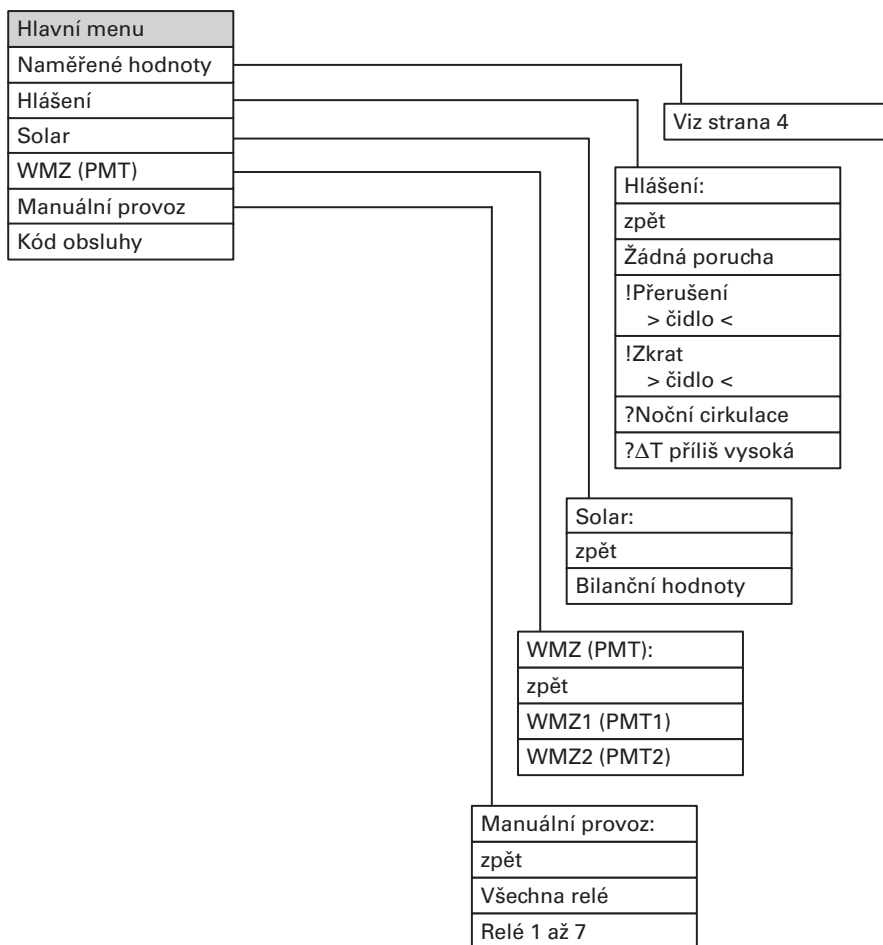 Hlavní menu
Naměřené hodnoty
Hlášení
Solar
WMZ (PMT)
Manuální provoz
Kód obsluhy
Viz strana 4
Hlášení:
zpět
Žádná porucha
!Přerušení
> čidlo <
!Zkrat
> čidlo <
?Noční cirkulace
?∆T příliš vysoká
Solar:
zpět
Bilanční hodnoty
WMZ (PMT):
zpět
WMZ1 (PMT1)
WMZ2 (PMT2)
Manuální provoz:
zpět
Všechna relé
Relé 1 až 7